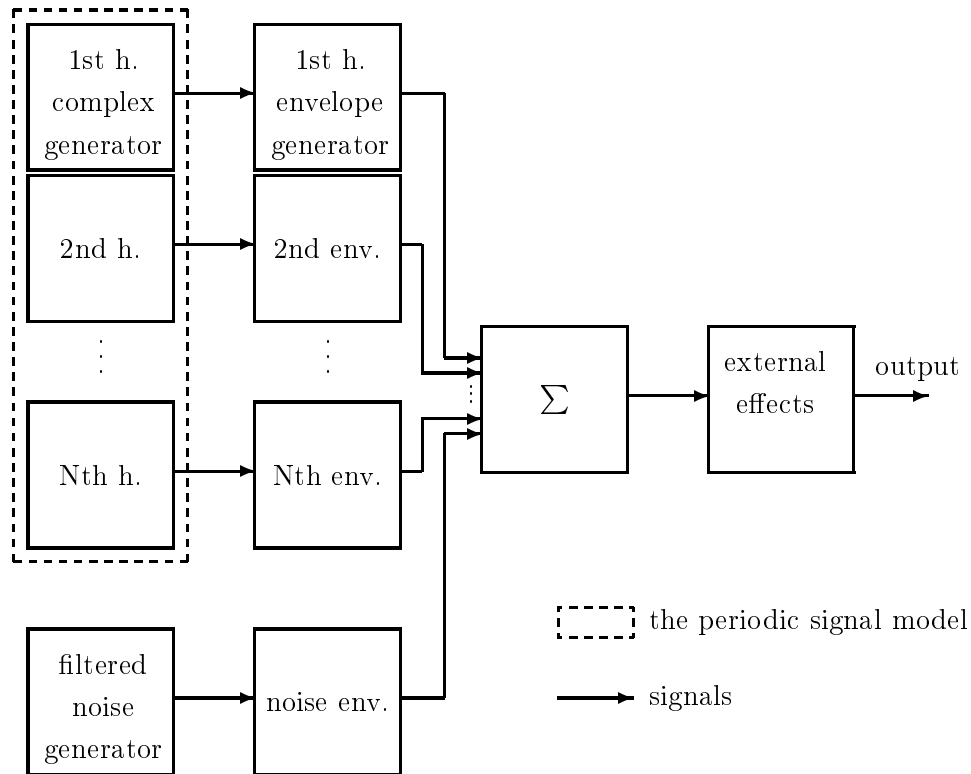 1st h.
complex
generator
1st h.
envelope
generator
2nd h.
2nd env.
Nth h.
Nth env.
∑
external
effects
output
filtered
noise
generator
noise env.
the periodic signal model
signals